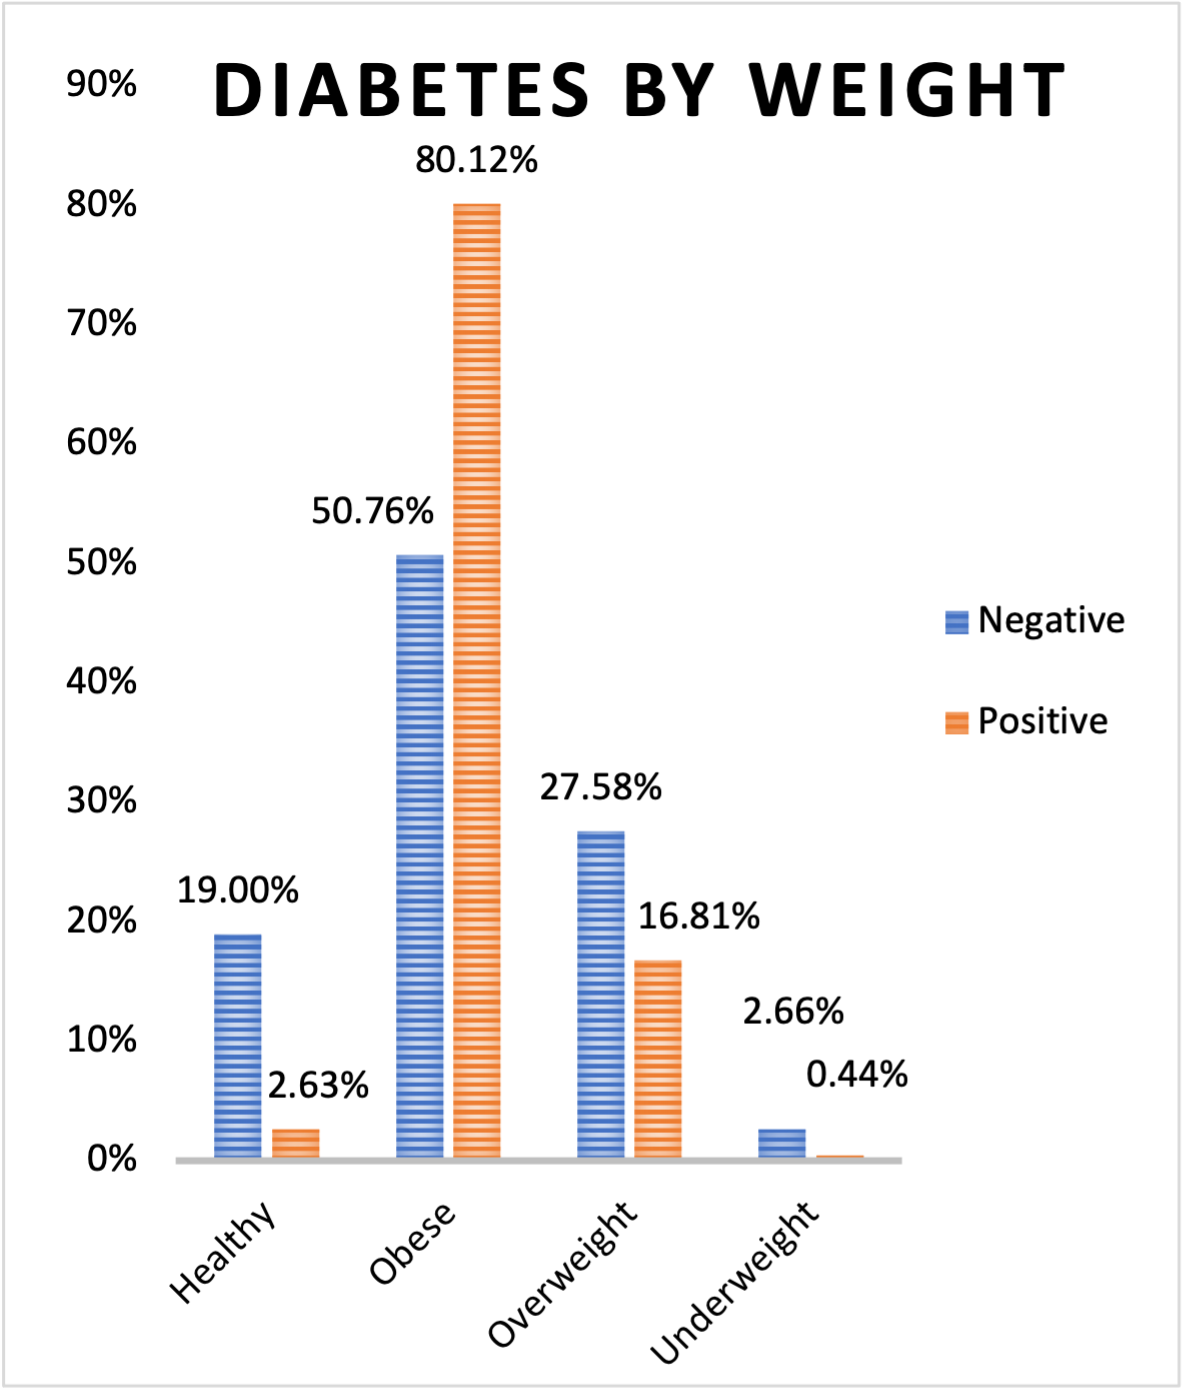 DIABETES BY WEIGHT
90%
80%
70%
60%
50%
40%
30%
20%
10%
0%
19.00%
2.63%
50.76%
80.12%
27.58%
16.81%
2.66%
0.44%
Healthy
Obese
Overweight
Underweight
Negative
Positive